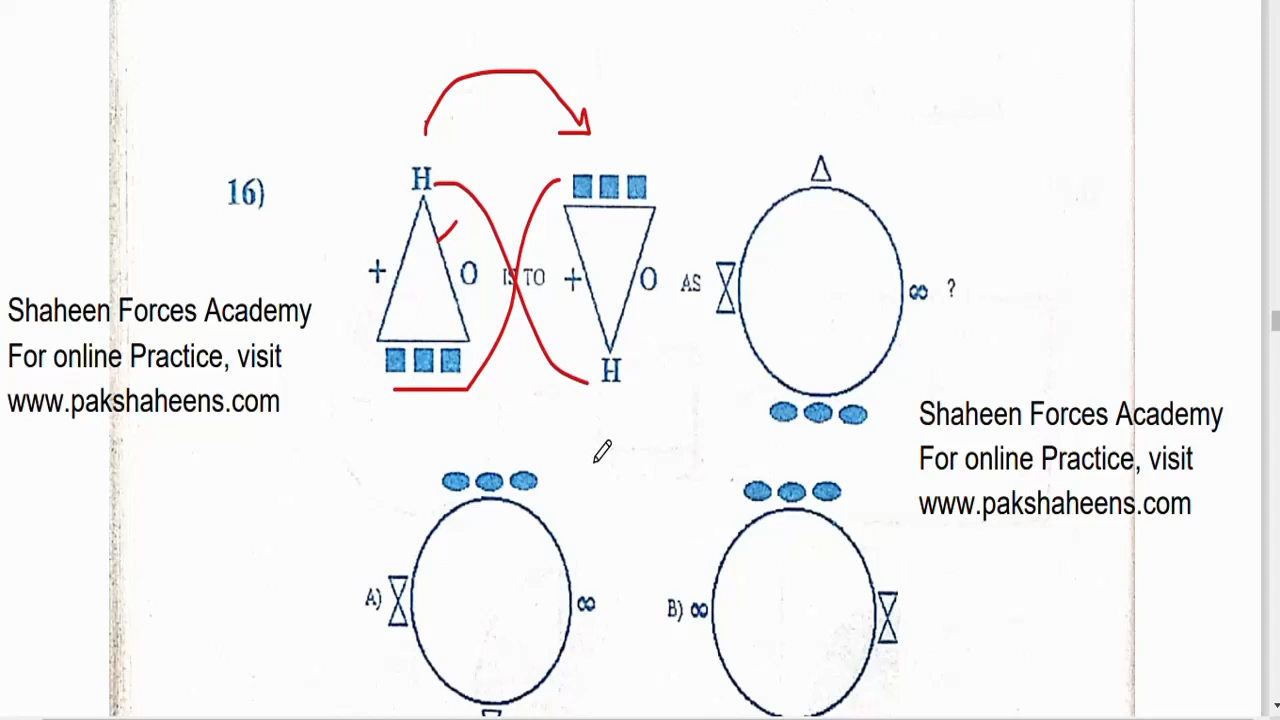 16)
H
+ O IS TO + O AS ∞ ?
H
Shaheen Forces Academy
For online Practice, visit
www.pakshaheens.com
Shaheen Forces Academy
For online Practice, visit
www.pakshaheens.com
A) ∞
B) ∞